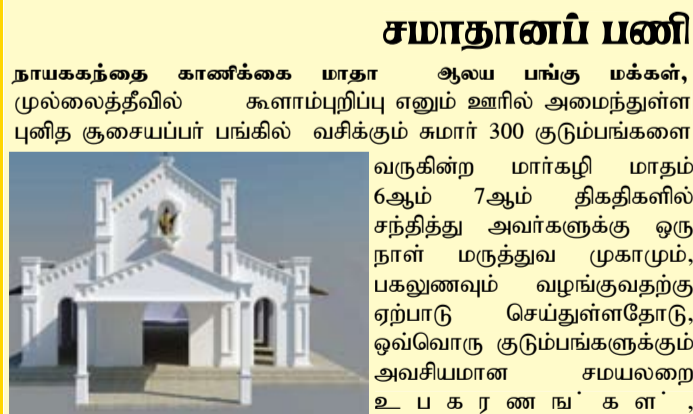 சமாதானப் பணி
நாயககந்தை காணிக்கை மாதா ஆலய பங்கு மக்கள்,
முல்லைத்தீவில் கூளாம்புறிப்பு எனும் ஊரில் அமைந்துள்ள
புனித சூசையப்பர் பங்கில் வசிக்கும் சுமார் 300 குடும்பங்களை
வருகின்ற மார்கழி மாதம்
6ஆம் 7ஆம் திகதிகளில்
சந்தித்து அவர்களுக்கு ஒரு
நாள் மருத்துவ முகாமும்,
பகலுணவும் வழங்குவதற்கு
ஏற்பாடு செய்துள்ளதோடு,
ஒவ்வொரு குடும்பங்களுக்கும்
அவசியமான சமயலறை
உ ப க ர ண ங ் க ள ் ,